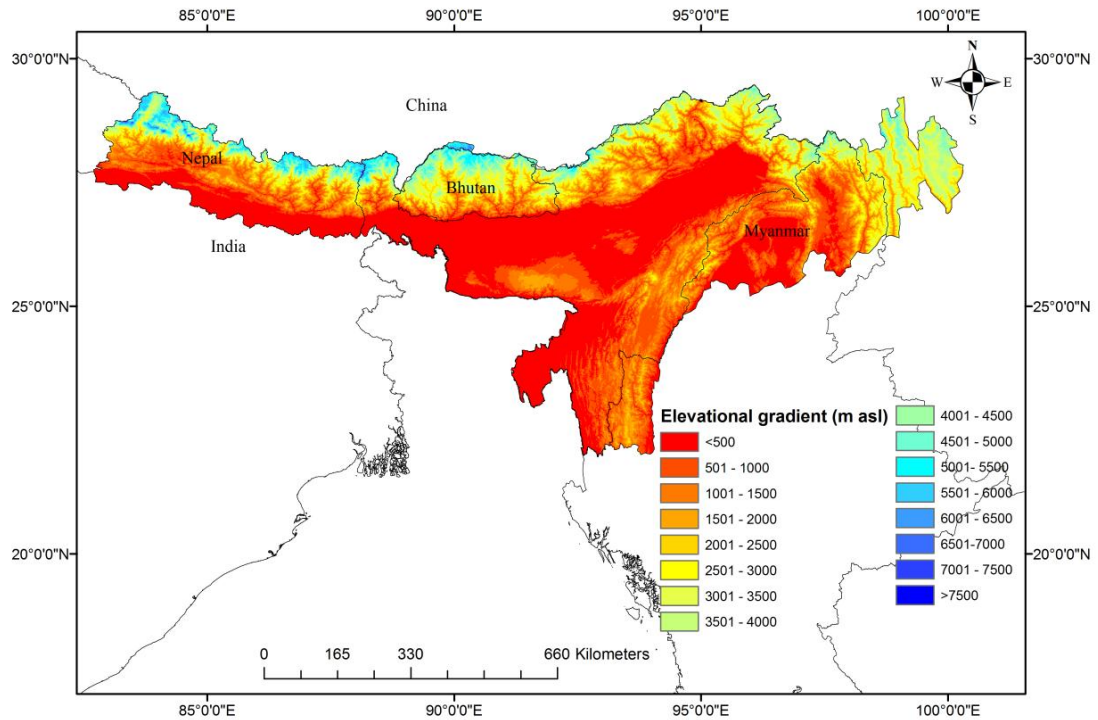 85°0'0"E 90°0'0"E 95°0'0"E 100°0'0"E
30°0'0"N 30°0'0"N
N
W E
S
China
Nepal
Bhutan
Myanmar
India
25°0'0"N 25°0'0"N
Elevational gradient (m asl)
<500
501 - 1000
1001 - 1500
1501 - 2000
2001 - 2500
2501 - 3000
3001 - 3500
3501 - 4000
4001 - 4500
4501 - 5000
5001 - 5500
5501 - 6000
6001 - 6500
6501-7000
7001 - 7500
>7500
20°0'0"N 20°0'0"N
0 165 330 660 Kilometers
85°0'0"E 90°0'0"E 95°0'0"E 100°0'0"E